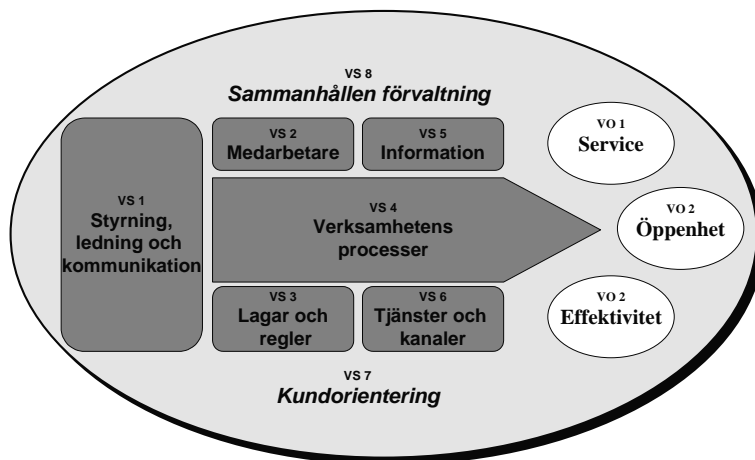 VS 8
Sammanhållen förvaltning
VS 1
Styrning,
ledning och
kommunikation
VS 2
Medarbetare
VS 5
Information
VS 4
Verksamhetens
processer
VS 3
Lagar och
regler
VS 6
Tjänster och
kanaler
VO 1
Service
VO 2
Öppenhet
VO 2
Effektivitet
VS 7
Kundorientering